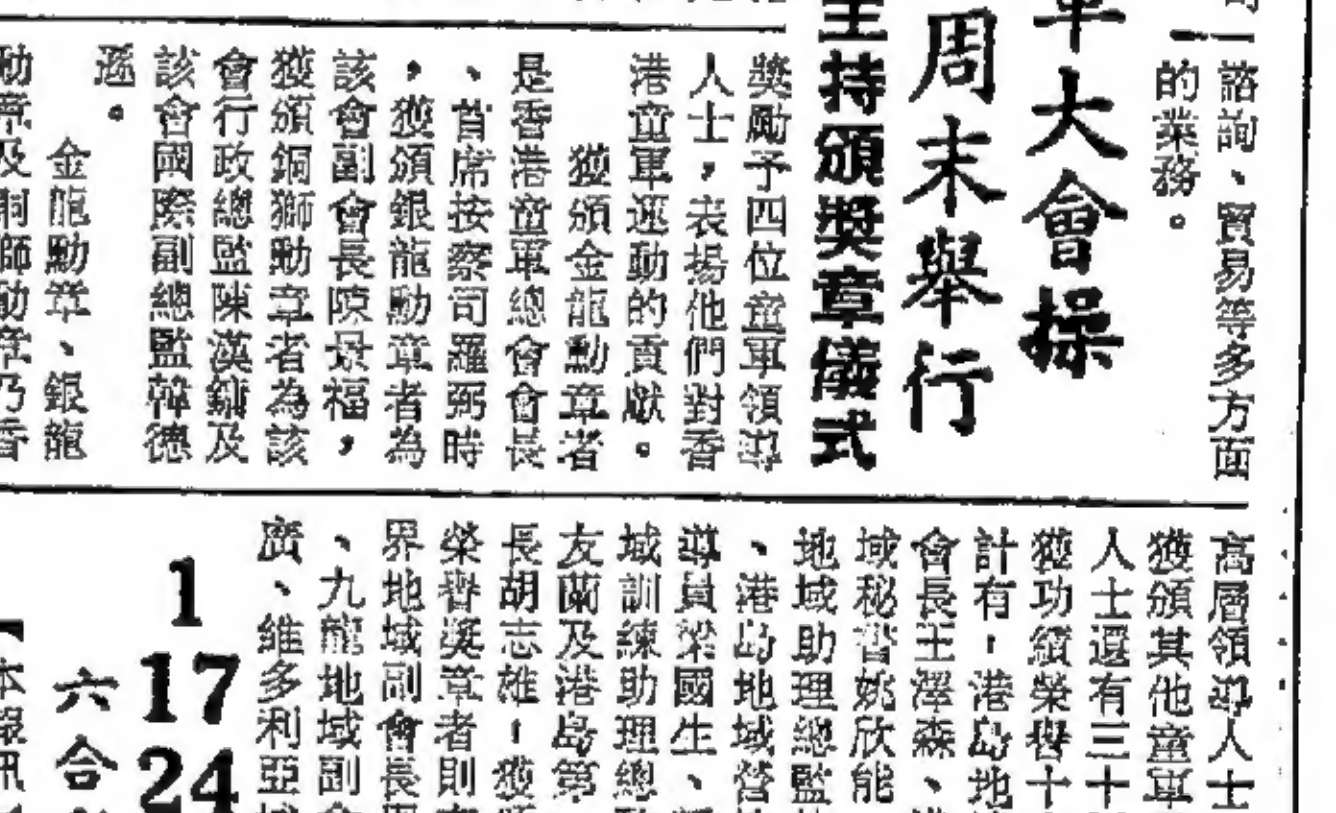 諮詢、貿易等多方面
的業務。
大會操
周末舉行
主持頒獎章儀式
獎勵予四位童軍領導
人士，表揚他們對香
港童軍運動的貢獻。
獲頒金龍勳章者
是香港童軍總會會長
、首席按察司羅弼時
，獲頒銀龍勳章者為
該會副會長陳景福，
獲頒銅獅勳章者為該
會行政總監陳漢鏘及
該會國際副總監韓德
遜。
金龍勳章、銀龍
勳章及銅獅勳章乃香
高層領導人士
獲頒其他童軍
人士還有三十
獲功績榮譽十
計有，港島地
會長王澤森、
域秘書姚欣能
地域助理總監
、港島地域營
導員梁國生、
域訓練助理總
友蘭及港島第
長胡志雄，獲
榮譽獎章者則
界地域副會長
、九龍地域副
廣、維多利亞
1
17
24
六合
本報訊